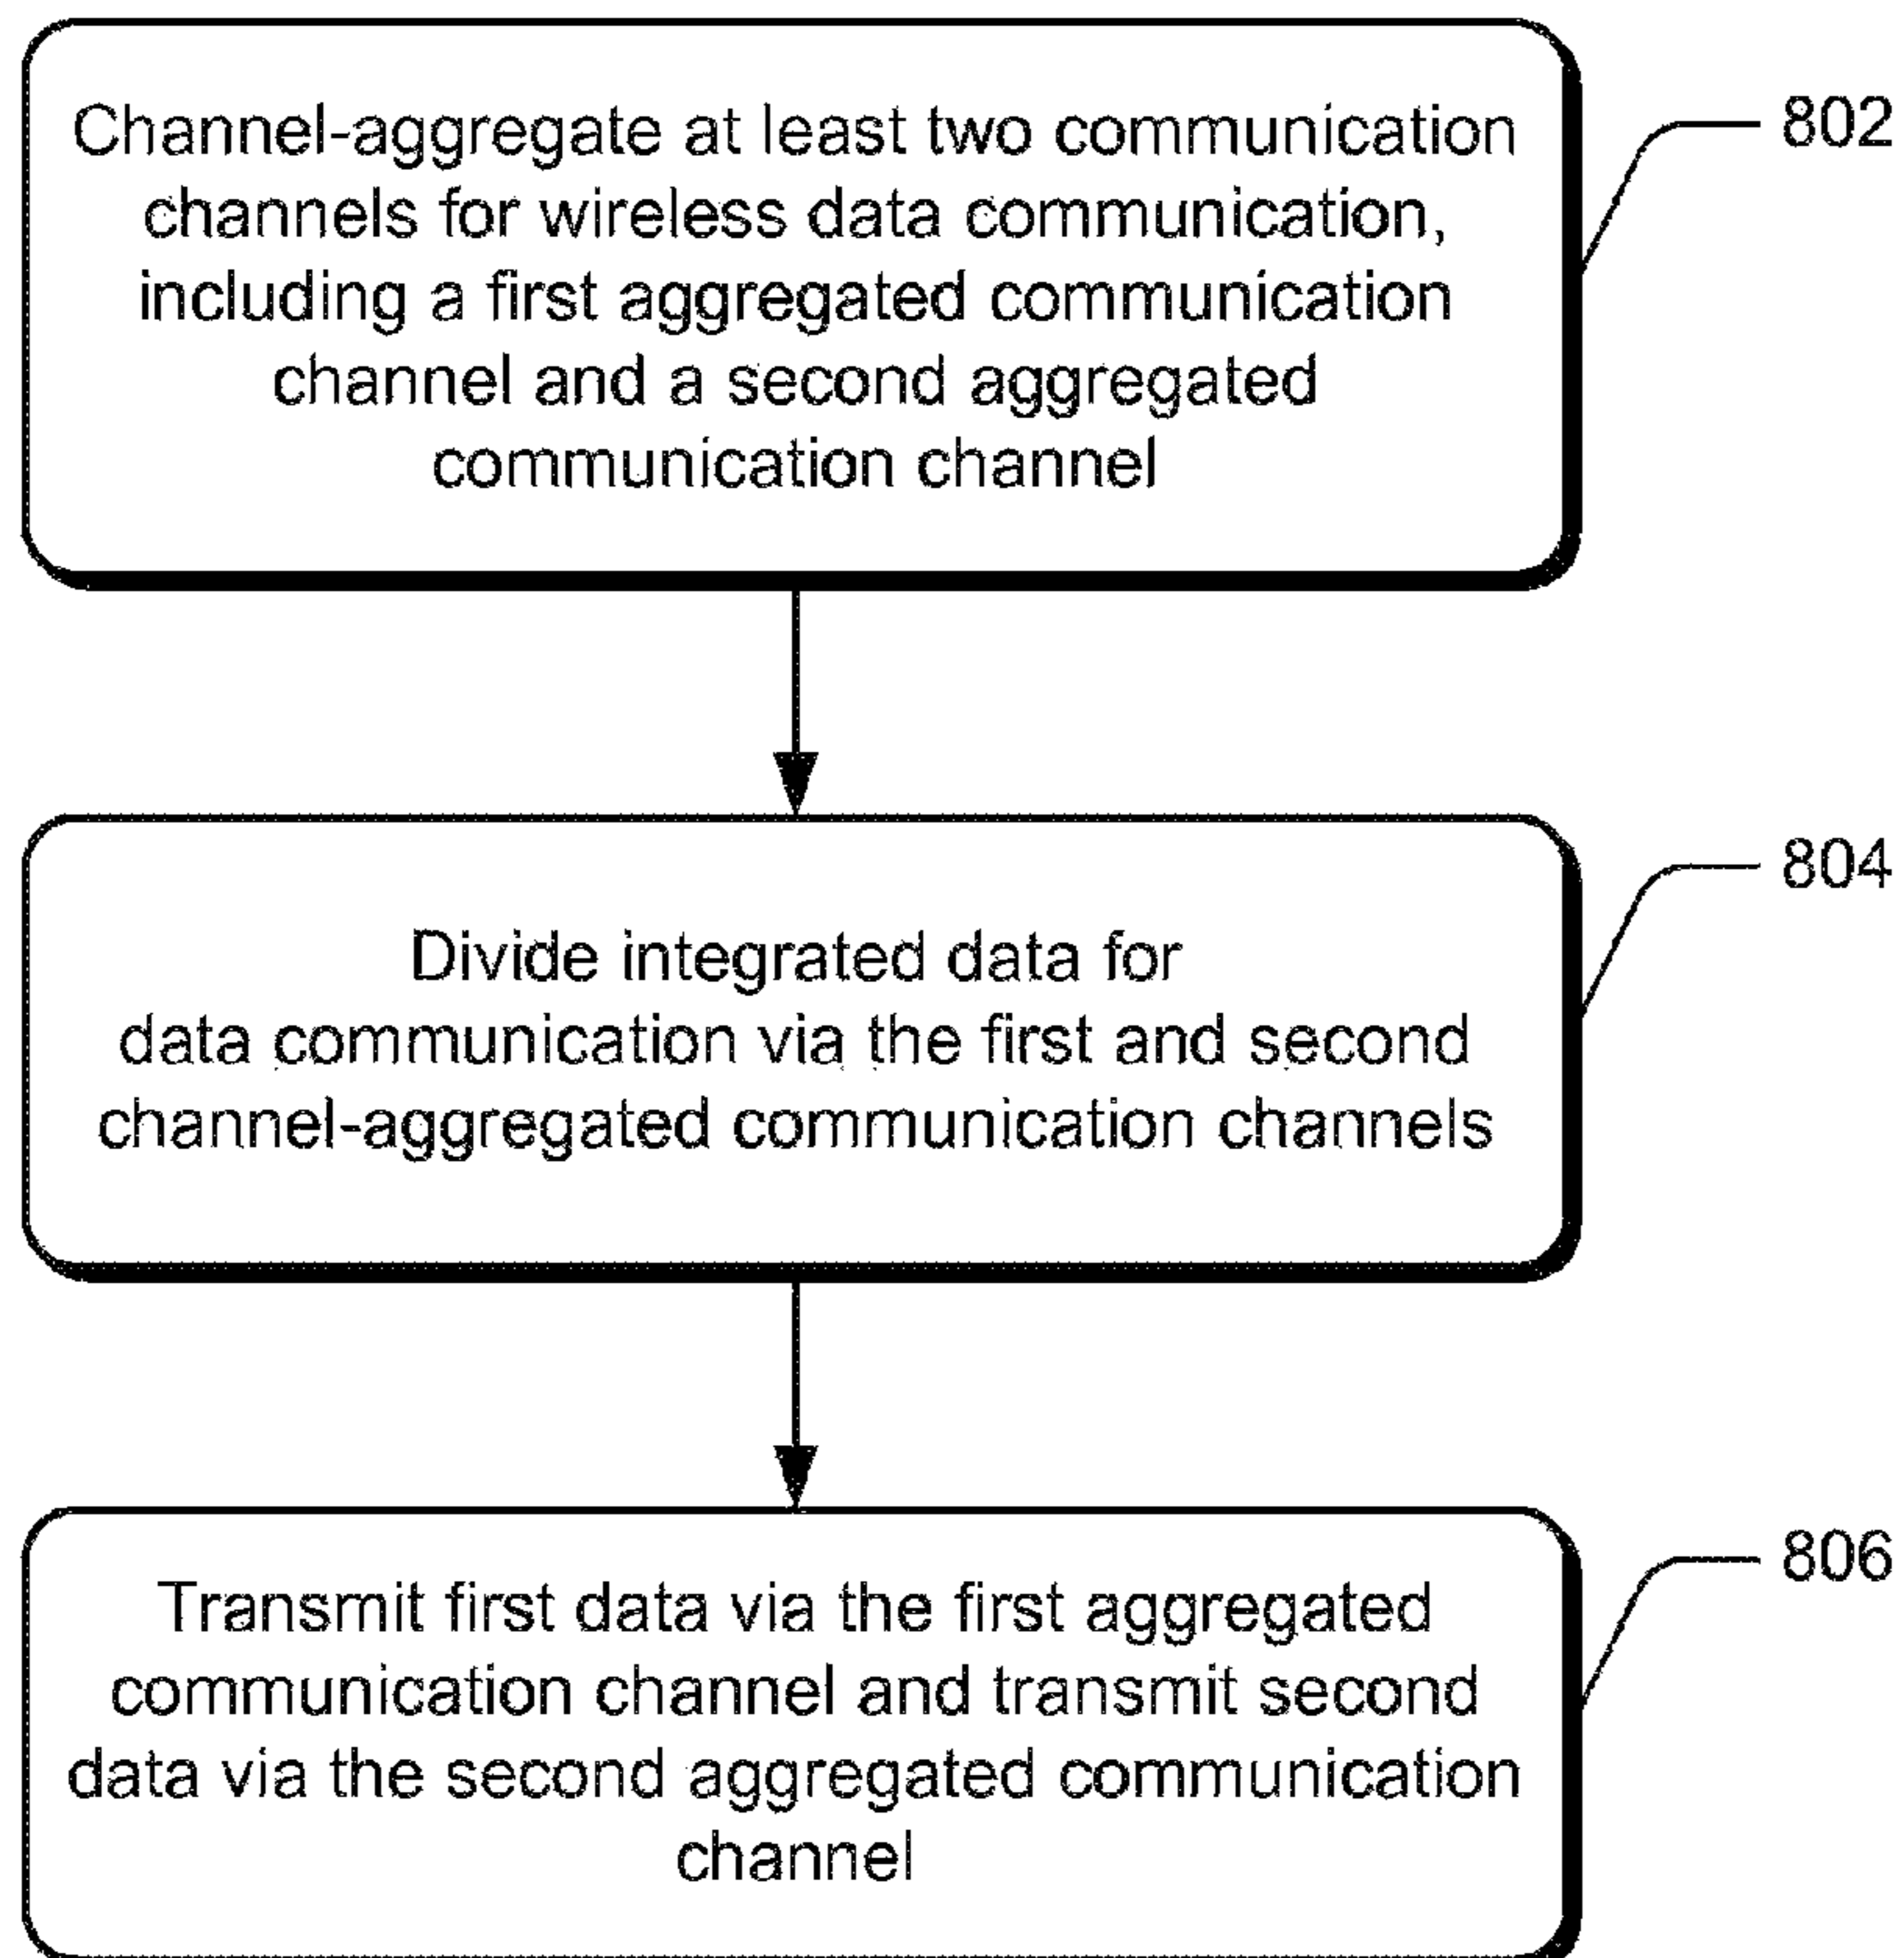 Channel-aggregate at least two communication
channels for wireless data communication,
including a first aggregated communication
channel and a second aggregated
communication channel
802
Divide integrated data for
data communication via the first and second
channel-aggregated communication channels
804
Transmit first data via the first aggregated
communication channel and transmit second
data via the second aggregated communication
channel
806